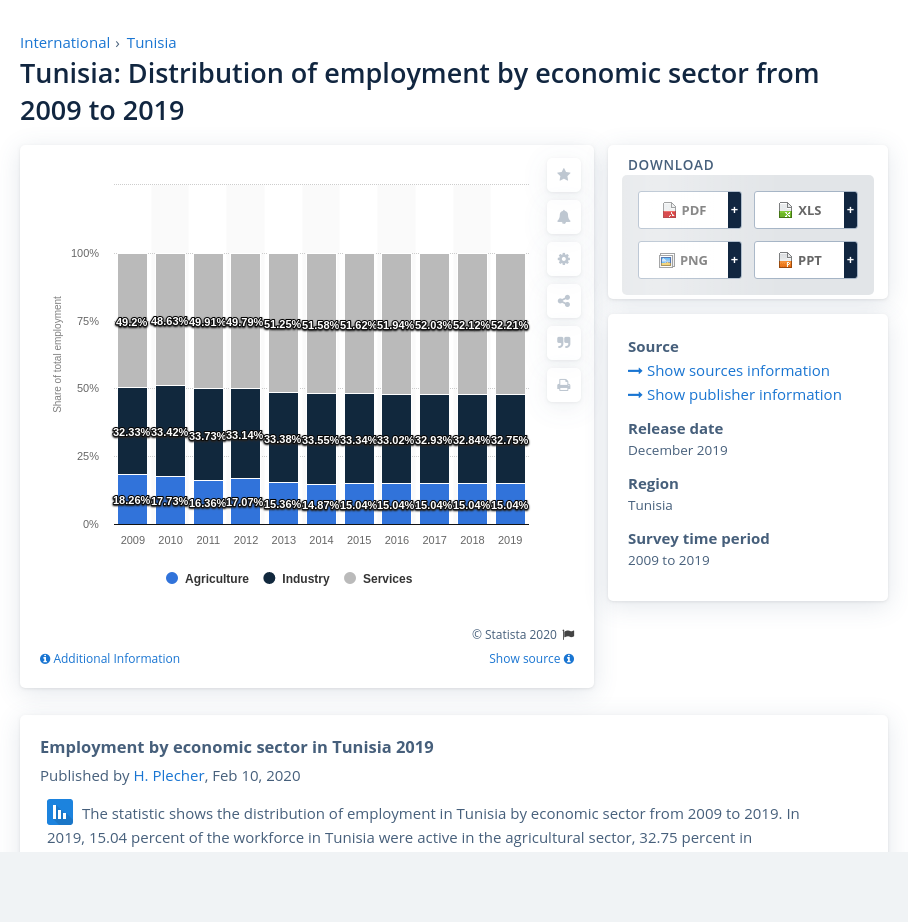 International › Tunisia
Tunisia: Distribution of employment by economic sector from
2009 to 2019
Share of total employment
100%
75%
50%
25%
0%
49.2% 48.63% 49.91% 49.79% 51.25% 51.58% 51.62% 51.94% 52.03% 52.12% 52.21%
32.33% 33.42% 33.73% 33.14% 33.38% 33.55% 33.34% 33.02% 32.93% 32.84% 32.75%
18.26% 17.73% 16.36% 17.07% 15.36% 14.87% 15.04% 15.04% 15.04% 15.04% 15.04%
2009 2010 2011 2012 2013 2014 2015 2016 2017 2018 2019
Agriculture Industry Services
© Statista 2020
Additional Information
Show source
DOWNLOAD
PDF + XLS +
PNG + PPT +
Source
Show sources information
Show publisher information
Release date
December 2019
Region
Tunisia
Survey time period
2009 to 2019
Employment by economic sector in Tunisia 2019
Published by H. Plecher, Feb 10, 2020
The statistic shows the distribution of employment in Tunisia by economic sector from 2009 to 2019. In
2019, 15.04 percent of the workforce in Tunisia were active in the agricultural sector, 32.75 percent in